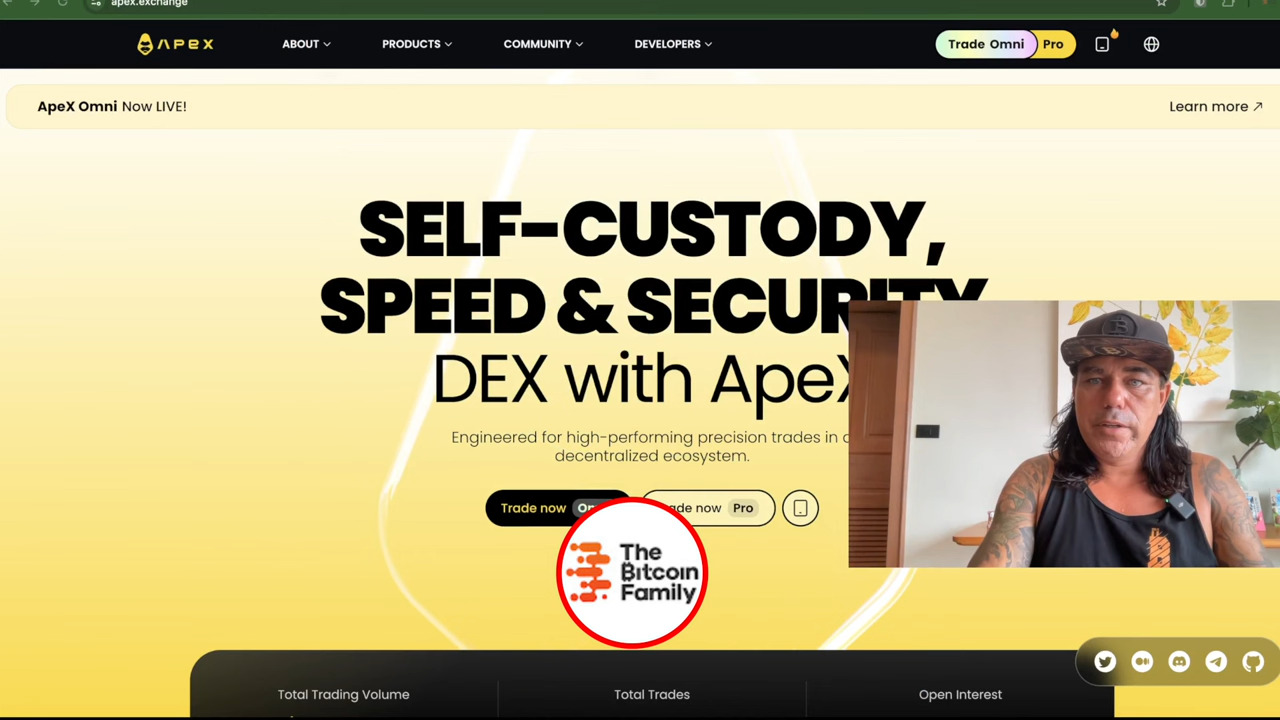 apex.exchange
APEX
ABOUT
PRODUCTS
COMMUNITY
DEVELOPERS
Trade Omni
Pro
ApeX Omni Now LIVE!
Learn more
SELF-CUSTODY,
SPEED & SECURITY
DEX with ApeX
Engineered for high-performing precision trades in
decentralized ecosystem.
Trade now
now Pro
The
Bitcoin
Family
Total Trading Volume
Total Trades
Open Interest